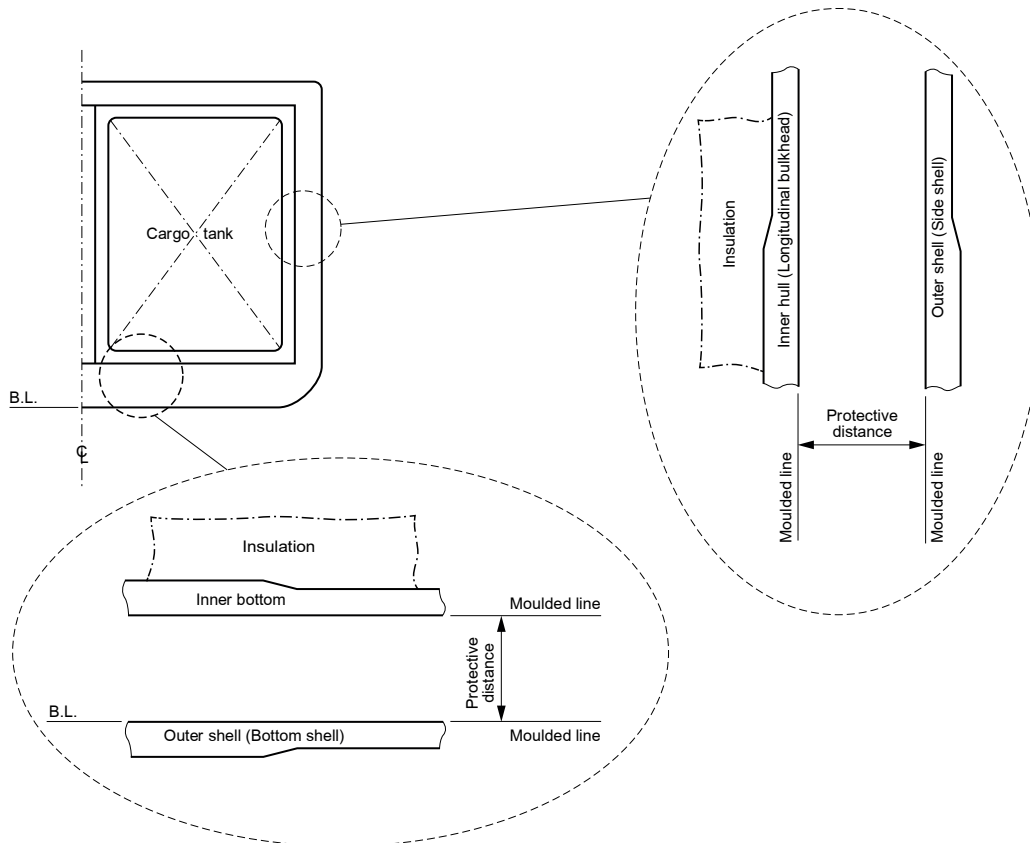 Cargo tank
B.L.
℄
Insulation
Inner hull (Longitudinal bulkhead)
Outer shell (Side shell)
Protective
distance
Moulded line
Moulded line
Insulation
Inner bottom
Moulded line
Protective
distance
B.L.
Outer shell (Bottom shell)
Moulded line